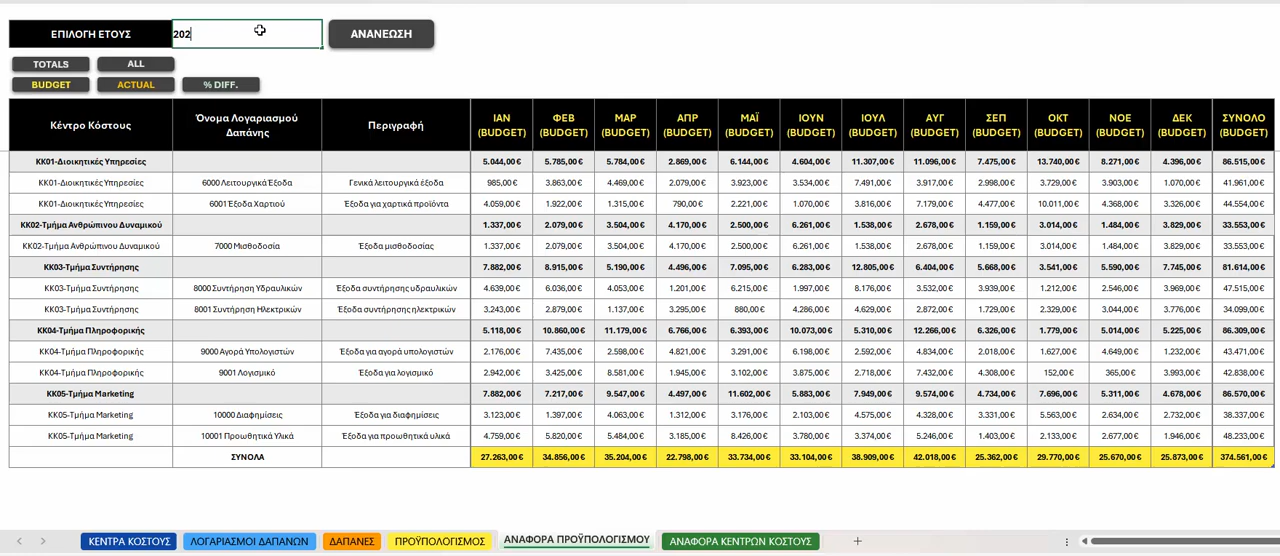 ΕΠΙΛΟΓΗ ΕΤΟΥΣ 202 ΑΝΑΝΕΩΣΗ
TOTALS ALL
BUDGET ACTUAL % DIFF.
Κέντρο Κόστους Όνομα Λογαριασμού Δαπάνης Περιγραφή ΙΑΝ (BUDGET) ΦΕΒ (BUDGET) ΜΑΡ (BUDGET) ΑΠΡ (BUDGET) ΜΑΪ (BUDGET) ΙΟΥΝ (BUDGET) ΙΟΥΛ (BUDGET) ΑΥΓ (BUDGET) ΣΕΠ (BUDGET) ΟΚΤ (BUDGET) ΝΟΕ (BUDGET) ΔΕΚ (BUDGET) ΣΥΝΟΛΟ (BUDGET)
ΚΚ01-Διοικητικές Υπηρεσίες 5.044,00 € 5.785,00 € 5.784,00 € 2.869,00 € 6.144,00 € 4.604,00 € 11.307,00 € 11.096,00 € 7.475,00 € 13.740,00 € 8.271,00 € 4.396,00 € 86.515,00 €
ΚΚ01-Διοικητικές Υπηρεσίες 6000 Λειτουργικά Έξοδα Γενικά λειτουργικά έξοδα 985,00 € 3.863,00 € 4.469,00 € 2.079,00 € 3.923,00 € 3.534,00 € 7.491,00 € 3.917,00 € 2.998,00 € 3.729,00 € 3.903,00 € 1.070,00 € 41.961,00 €
ΚΚ01-Διοικητικές Υπηρεσίες 6001 Έξοδα Χαρτιού Έξοδα για χαρτικά προϊόντα 4.059,00 € 1.922,00 € 1.315,00 € 790,00 € 2.221,00 € 1.070,00 € 3.816,00 € 7.179,00 € 4.477,00 € 10.011,00 € 4.368,00 € 3.326,00 € 44.554,00 €
ΚΚ02-Τμήμα Ανθρώπινου Δυναμικού 1.337,00 € 2.079,00 € 3.504,00 € 4.170,00 € 2.500,00 € 6.261,00 € 1.538,00 € 2.678,00 € 1.159,00 € 3.014,00 € 1.484,00 € 3.829,00 € 33.553,00 €
ΚΚ02-Τμήμα Ανθρώπινου Δυναμικού 7000 Μισθοδοσία Έξοδα μισθοδοσίας 1.337,00 € 2.079,00 € 3.504,00 € 4.170,00 € 2.500,00 € 6.261,00 € 1.538,00 € 2.678,00 € 1.159,00 € 3.014,00 € 1.484,00 € 3.829,00 € 33.553,00 €
ΚΚ03-Τμήμα Συντήρησης 7.882,00 € 8.915,00 € 5.190,00 € 4.496,00 € 7.095,00 € 6.283,00 € 12.805,00 € 6.404,00 € 5.668,00 € 3.541,00 € 5.590,00 € 7.745,00 € 81.614,00 €
ΚΚ03-Τμήμα Συντήρησης 8000 Συντήρηση Υδραυλικών Έξοδα συντήρησης υδραυλικών 4.639,00 € 6.036,00 € 4.053,00 € 1.201,00 € 6.215,00 € 1.997,00 € 8.176,00 € 3.532,00 € 3.939,00 € 1.212,00 € 2.546,00 € 3.969,00 € 47.515,00 €
ΚΚ03-Τμήμα Συντήρησης 8001 Συντήρηση Ηλεκτρικών Έξοδα συντήρησης ηλεκτρικών 3.243,00 € 2.879,00 € 1.137,00 € 3.295,00 € 880,00 € 4.286,00 € 4.629,00 € 2.872,00 € 1.729,00 € 2.329,00 € 3.044,00 € 3.776,00 € 34.099,00 €
ΚΚ04-Τμήμα Πληροφορικής 5.118,00 € 10.860,00 € 11.179,00 € 6.766,00 € 6.393,00 € 10.073,00 € 5.310,00 € 12.266,00 € 6.326,00 € 1.779,00 € 5.014,00 € 5.225,00 € 86.309,00 €
ΚΚ04-Τμήμα Πληροφορικής 9000 Αγορά Υπολογιστών Έξοδα για αγορά υπολογιστών 2.176,00 € 7.435,00 € 2.598,00 € 4.821,00 € 3.291,00 € 6.198,00 € 2.592,00 € 4.834,00 € 2.018,00 € 1.627,00 € 4.649,00 € 1.232,00 € 43.471,00 €
ΚΚ04-Τμήμα Πληροφορικής 9001 Λογισμικό Έξοδα για λογισμικό 2.942,00 € 3.425,00 € 8.581,00 € 1.945,00 € 3.102,00 € 3.875,00 € 2.718,00 € 7.432,00 € 4.308,00 € 152,00 € 365,00 € 3.993,00 € 42.838,00 €
ΚΚ05-Τμήμα Marketing 7.882,00 € 7.217,00 € 9.547,00 € 4.497,00 € 11.602,00 € 5.883,00 € 7.949,00 € 9.574,00 € 4.734,00 € 7.696,00 € 5.311,00 € 4.678,00 € 86.570,00 €
ΚΚ05-Τμήμα Marketing 10000 Διαφημίσεις Έξοδα για διαφημίσεις 3.123,00 € 1.397,00 € 4.063,00 € 1.312,00 € 3.176,00 € 2.103,00 € 4.575,00 € 4.328,00 € 3.331,00 € 5.563,00 € 2.634,00 € 2.732,00 € 38.337,00 €
ΚΚ05-Τμήμα Marketing 10001 Προωθητικά Υλικά Έξοδα για προωθητικά υλικά 4.759,00 € 5.820,00 € 5.484,00 € 3.185,00 € 8.426,00 € 3.780,00 € 3.374,00 € 5.246,00 € 1.403,00 € 2.133,00 € 2.677,00 € 1.946,00 € 48.233,00 €
ΣΥΝΟΛΑ 27.263,00 € 34.856,00 € 35.204,00 € 22.798,00 € 33.734,00 € 33.104,00 € 38.909,00 € 42.018,00 € 25.362,00 € 29.770,00 € 25.670,00 € 25.873,00 € 374.561,00 €
ΚΕΝΤΡΑ ΚΟΣΤΟΥΣ ΛΟΓΑΡΙΑΣΜΟΙ ΔΑΠΑΝΩΝ ΔΑΠΑΝΕΣ ΠΡΟΫΠΟΛΟΓΙΣΜΟΣ ΑΝΑΦΟΡΑ ΠΡΟΫΠΟΛΟΓΙΣΜΟΥ ΑΝΑΦΟΡΑ ΚΕΝΤΡΩΝ ΚΟΣΤΟΥΣ